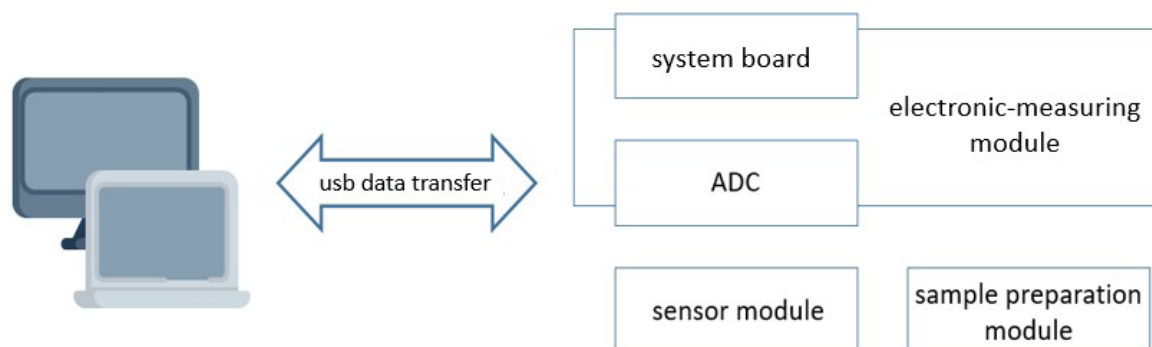 system board
electronic-measuring
module
usb data transfer
ADC
sensor module
sample preparation
module